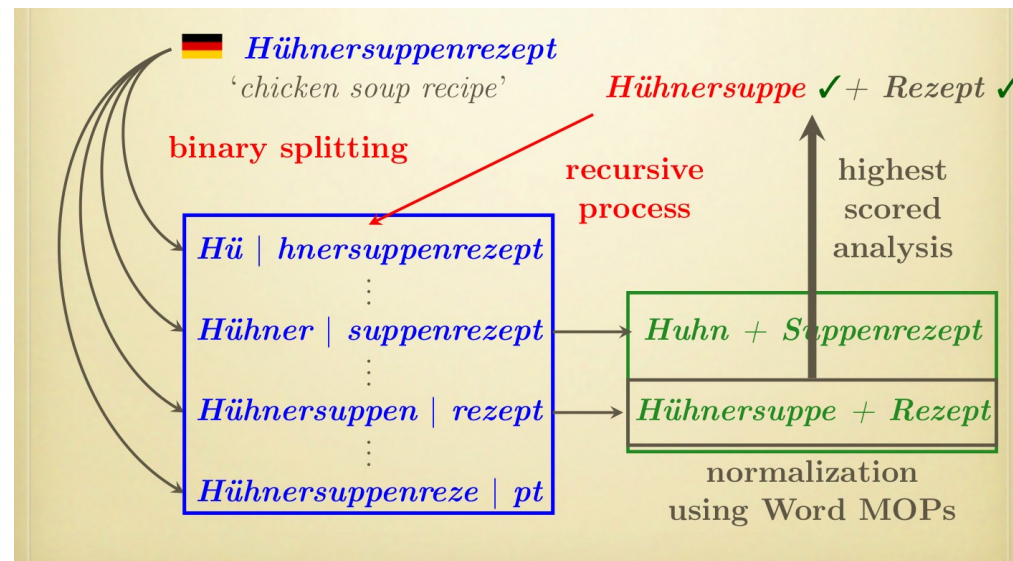 Hühnersuppenrezept
‘chicken soup recipe’
Hühnersuppe ✓ + Rezept ✓
binary splitting
recursive
process
highest
scored
analysis
Hü | hnersuppenrezept
⋮
Hühner | suppenrezept
Huhn + Suppenrezept
⋮
Hühnersuppen | rezept
Hühnersuppe + Rezept
⋮
Hühnersuppenreze | pt
normalization
using Word MOPs